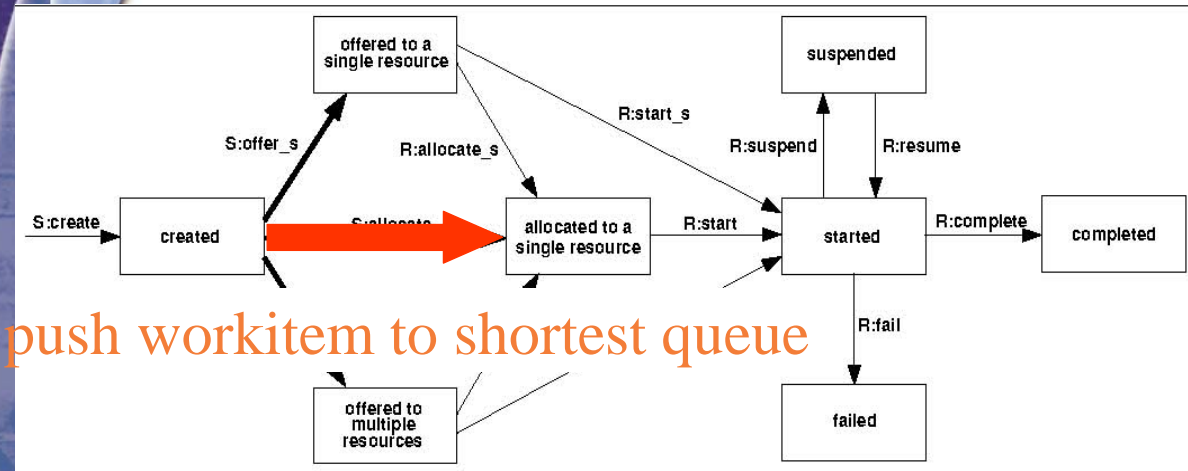 offered to a
single resource
suspended
R:start_s
S:offer_s
R:allocate_s
R:suspend
R:resume
S:create
created
S:allocate
allocated to a
single resource
R:start
started
R:complete
completed
push workitem to shortest queue
R:fail
offered to
multiple
resources
failed